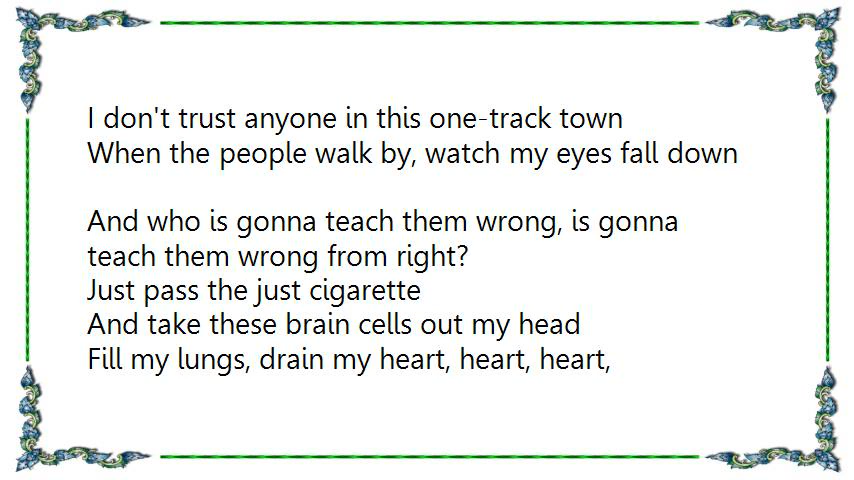 I don't trust anyone in this one-track town
When the people walk by, watch my eyes fall down
And who is gonna teach them wrong, is gonna
teach them wrong from right?
Just pass the just cigarette
And take these brain cells out my head
Fill my lungs, drain my heart, heart, heart,